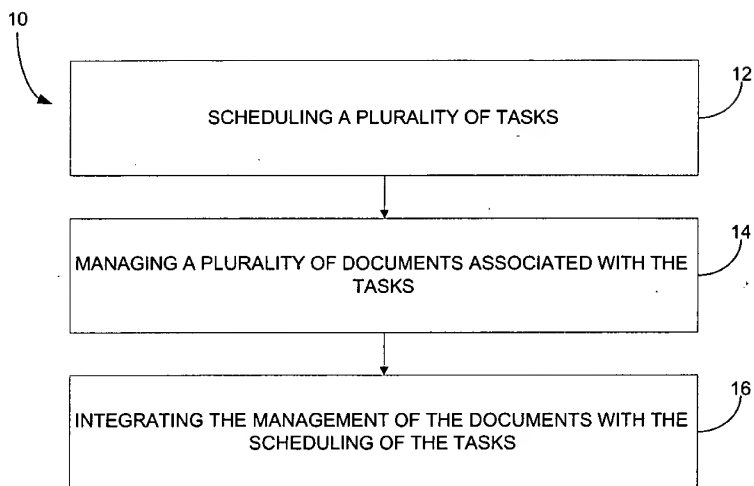 10
12
SCHEDULING A PLURALITY OF TASKS
14
MANAGING A PLURALITY OF DOCUMENTS ASSOCIATED WITH THE
TASKS
16
INTEGRATING THE MANAGEMENT OF THE DOCUMENTS WITH THE
SCHEDULING OF THE TASKS